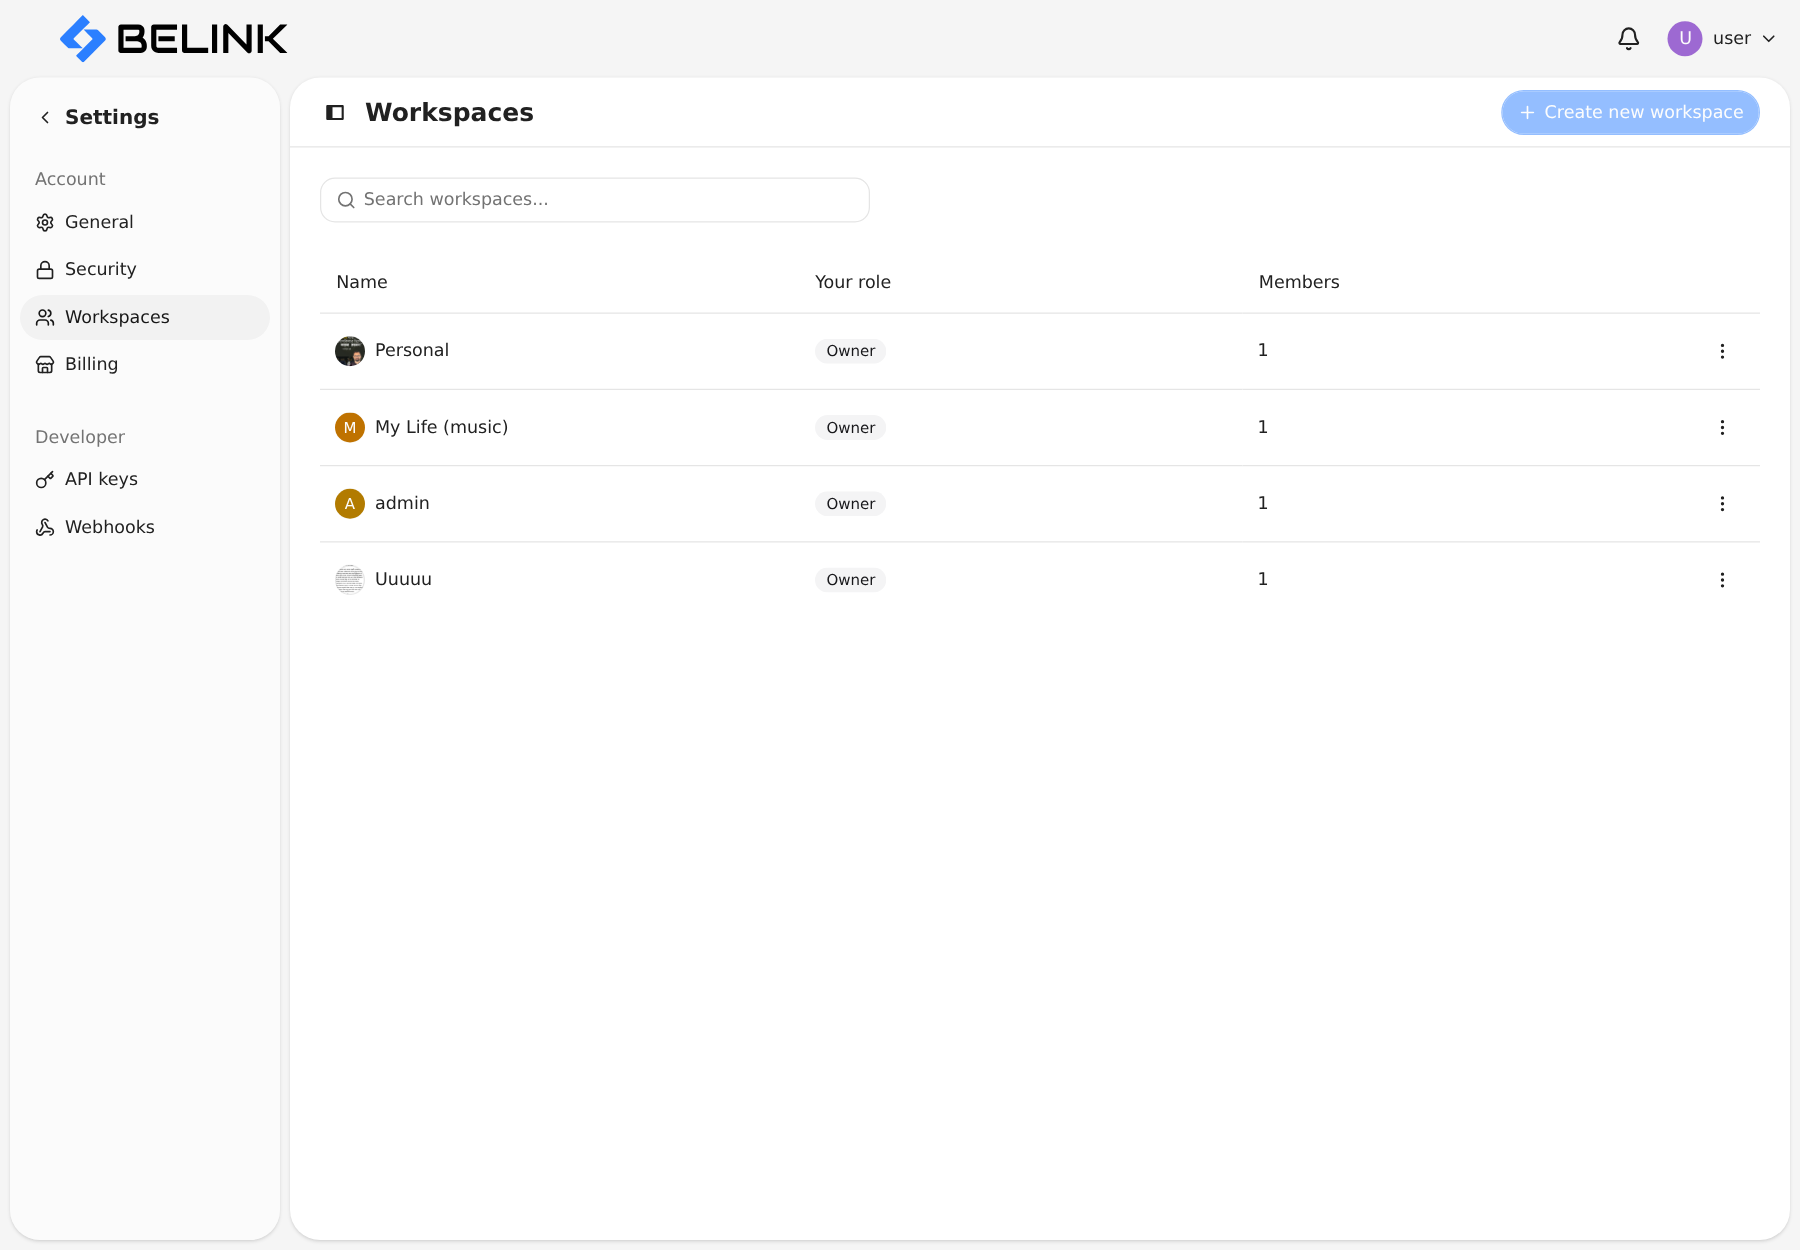 BELINK
U user
Settings
Account
General
Security
Workspaces
Billing
Developer
API keys
Webhooks
Workspaces
+ Create new workspace
Search workspaces...
Name Your role Members
Personal Owner 1
M My Life (music) Owner 1
A admin Owner 1
Uuuuu Owner 1